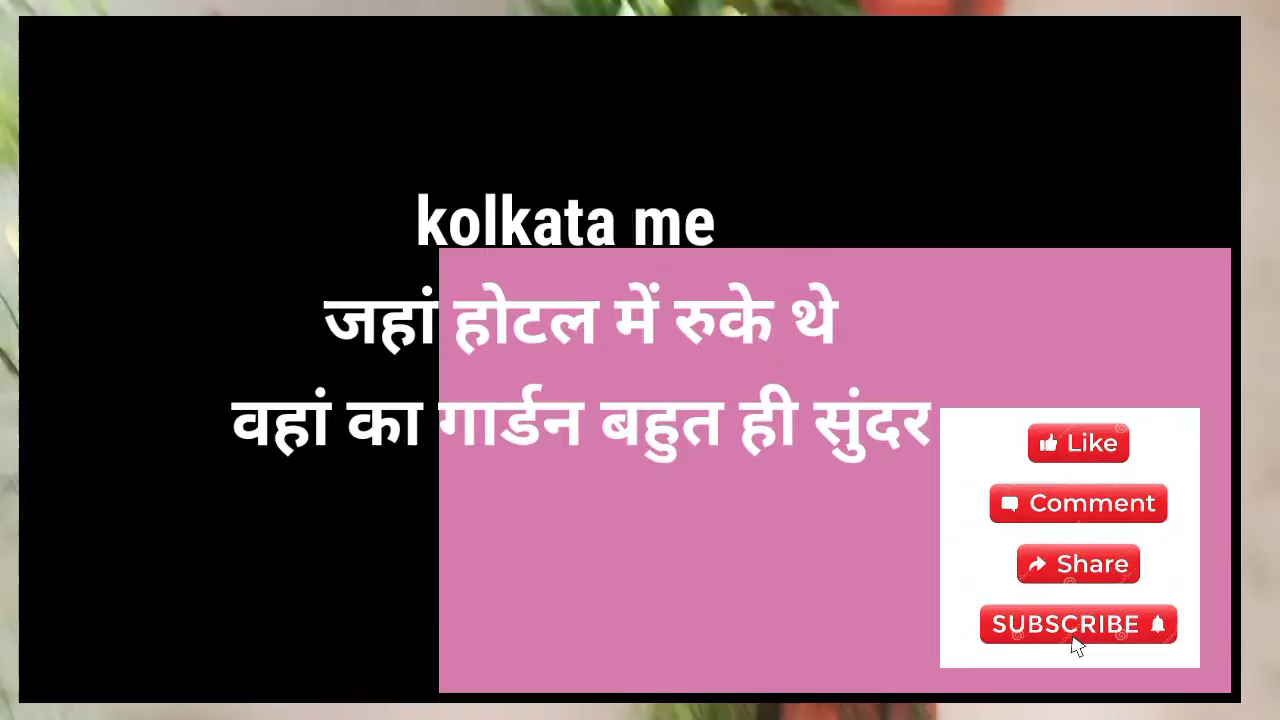 kolkata me
जहां होटल में रुके थे
वहां का गार्डन बहुत ही सुंदर
Like
Comment
Share
SUBSCRIBE